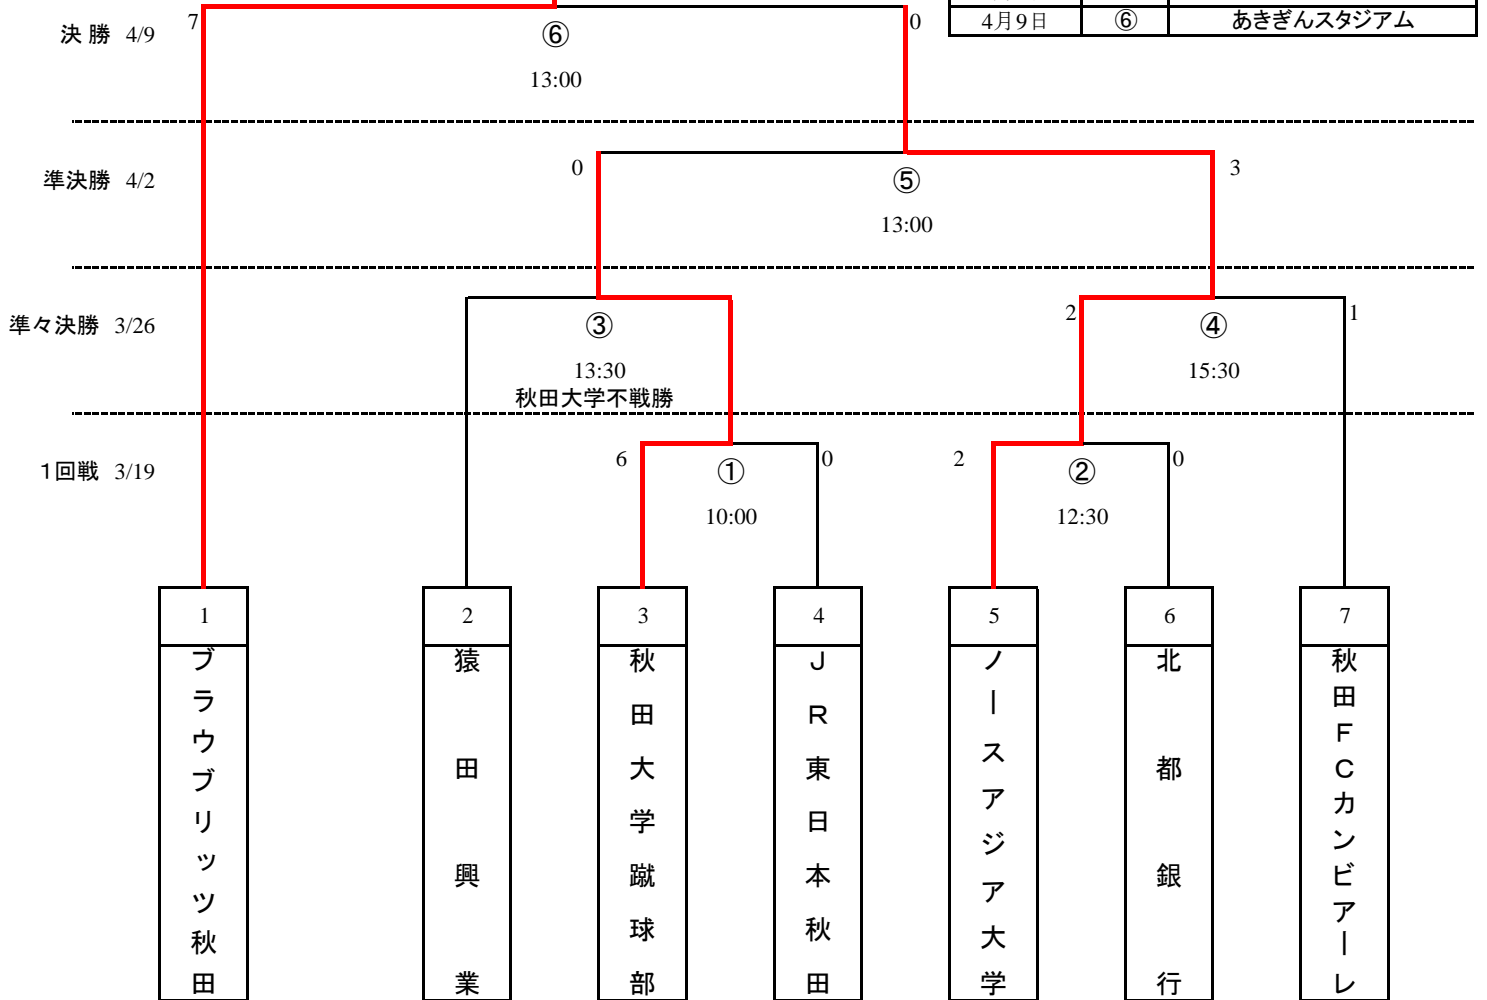 4月9日 ⑥ あきぎんスタジアム
決 勝 4/9
7 0
⑥
13:00
準決勝 4/2
0 3
⑤
13:00
準々決勝 3/26
③
13:30
秋田大学不戦勝
2 1
④
15:30
1回戦 3/19
6 0
①
10:00
2 0
②
12:30
1
ブラウブリッツ秋田
2
猿田興業
3
秋田大学蹴球部
4
JR東日本秋田
5
ノースアジア大学
6
北都銀行
7
秋田FCカンビアーレ